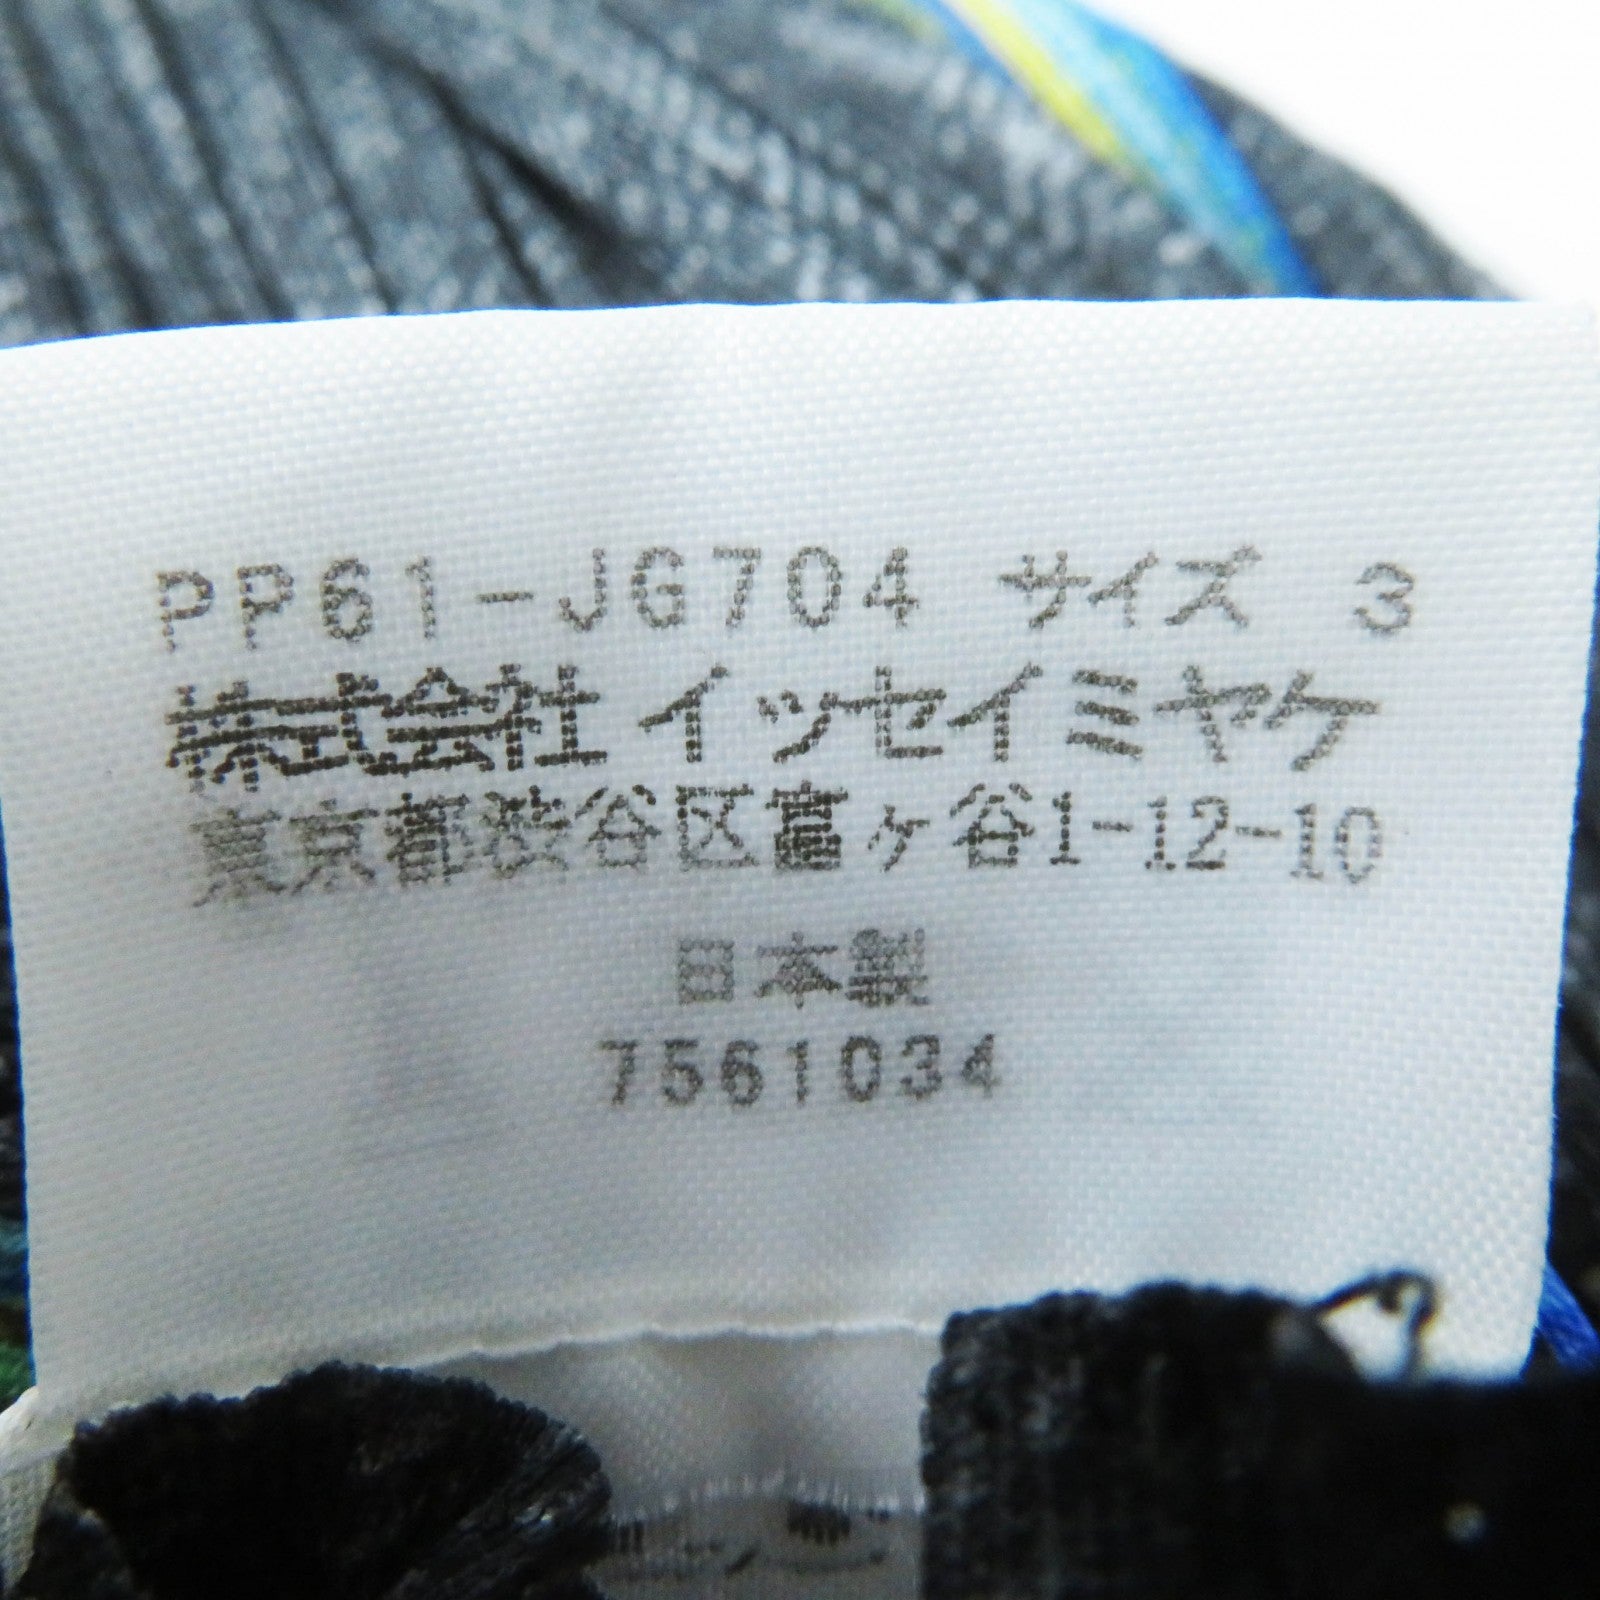 PP61-JG704 サイズ 3
株式会社イッセイミヤケ
東京都渋谷区富ヶ谷1-12-10
日本製
7561034